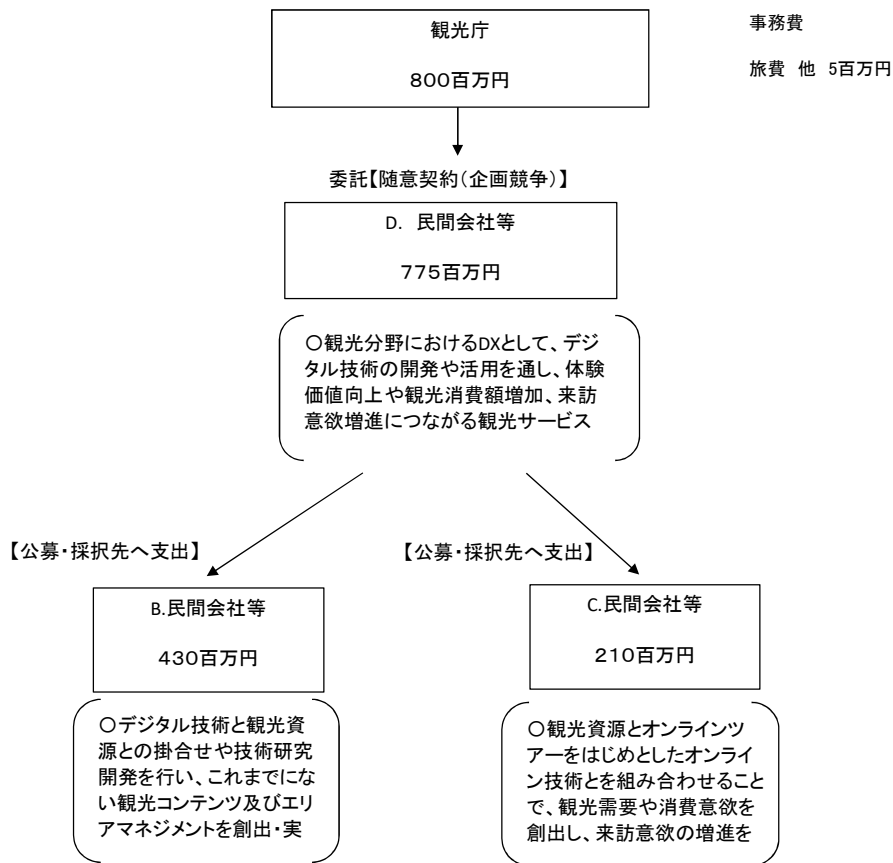 観光庁
800百万円
事務費
旅費 他 5百万円
委託【随意契約(企画競争)】
D. 民間会社等
775百万円
○観光分野におけるDXとして、デジ
タル技術の開発や活用を通し、体験
価値向上や観光消費額増加、来訪
意欲増進につながる観光サービス
【公募・採択先へ支出】
【公募・採択先へ支出】
B.民間会社等
430百万円
C.民間会社等
210百万円
○デジタル技術と観光資
源との掛合せや技術研究
開発を行い、これまでにな
い観光コンテンツ及びエリ
アマネジメントを創出・実
○観光資源とオンラインツ
アーをはじめとしたオンライ
ン技術とを組み合わせること
で、観光需要や消費意欲を
創出し、来訪意欲の増進を